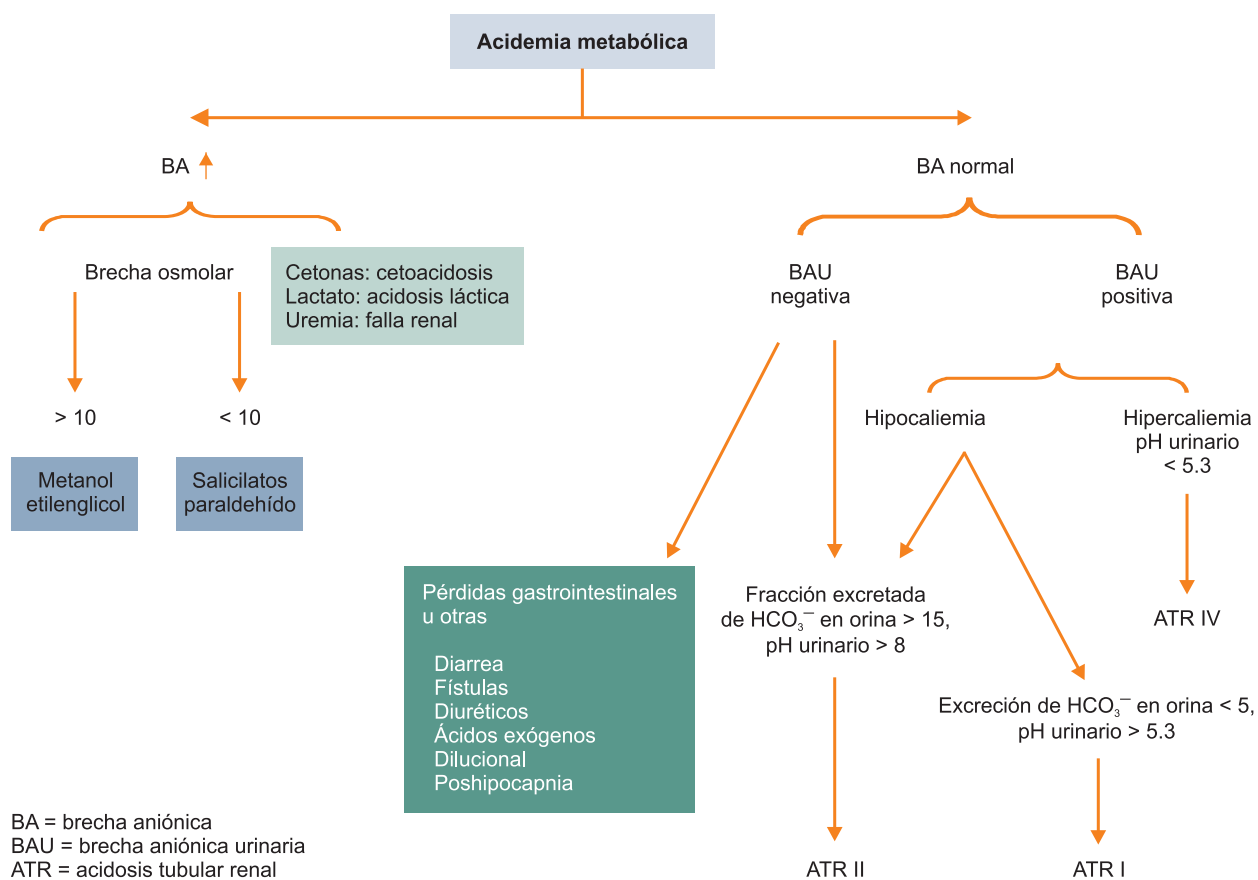 Acidemia metabólica
BA
BA normal
Brecha osmolar
Cetonas: cetoacidosis
Lactato: acidosis láctica
Uremia: falla renal
BAU
negativa
BAU
positiva
> 10
< 10
Metanol
etilenglicol
Salicilatos
paraldehído
Hipocaliemia
Hipercaliemia
pH urinario
< 5.3
Pérdidas gastrointestinales
u otras
Diarrea
Fístulas
Diuréticos
Ácidos exógenos
Dilucional
Poshipocapnia
Fracción excretada
de HCO₃⁻ en orina > 15,
pH urinario > 8
ATR IV
Excreción de HCO₃⁻ en orina < 5,
pH urinario > 5.3
BA = brecha aniónica
BAU = brecha aniónica urinaria
ATR = acidosis tubular renal
ATR II
ATR I